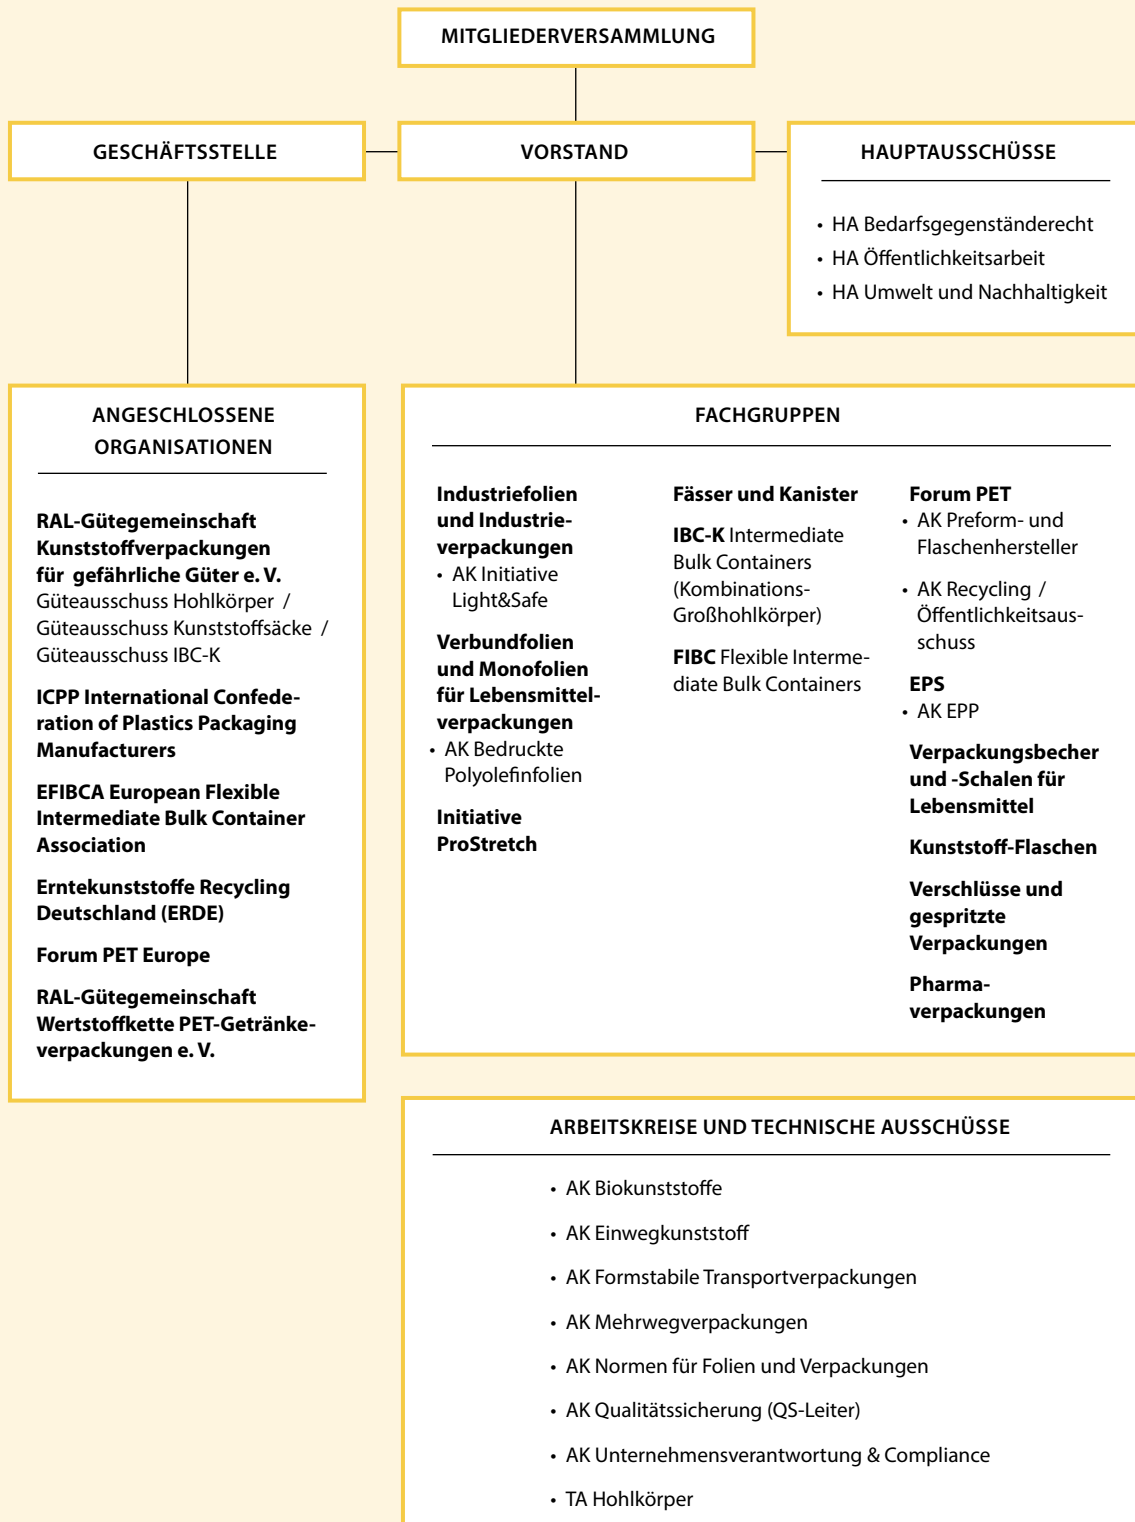 MITGLIEDERVERSAMMLUNG
GESCHÄFTSSTELLE
VORSTAND
HAUPTAUSSCHÜSSE
• HA Bedarfsgegenständerecht
• HA Öffentlichkeitsarbeit
• HA Umwelt und Nachhaltigkeit
ANGESCHLOSSENE
ORGANISATIONEN
RAL-Gütegemeinschaft
Kunststoffverpackungen
für gefährliche Güter e. V.
Güteausschuss Hohlkörper /
Güteausschuss Kunststoffsäcke /
Güteausschuss IBC-K
ICPP International Confede-
ration of Plastics Packaging
Manufacturers
EFIBCA European Flexible
Intermediate Bulk Container
Association
Erntekunststoffe Recycling
Deutschland (ERDE)
Forum PET Europe
RAL-Gütegemeinschaft
Wertstoffkette PET-Getränke-
verpackungen e. V.
FACHGRUPPEN
Industriefolien
und Industrie-
verpackungen
• AK Initiative
Light&Safe
Verbundfolien
und Monofolien
für Lebensmittel-
verpackungen
• AK Bedruckte
Polyolefinfolien
Initiative
ProStretch
Fässer und Kanister
IBC-K Intermediate
Bulk Containers
(Kombinations-
Großhohlkörper)
FIBC Flexible Interme-
diate Bulk Containers
Forum PET
• AK Preform- und
Flaschenhersteller
• AK Recycling /
Öffentlichkeitsaus-
schuss
EPS
• AK EPP
Verpackungsbecher
und -Schalen für
Lebensmittel
Kunststoff-Flaschen
Verschlüsse und
gespritzte
Verpackungen
Pharma-
verpackungen
ARBEITSKREISE UND TECHNISCHE AUSSCHÜSSE
• AK Biokunststoffe
• AK Einwegkunststoff
• AK Formstabile Transportverpackungen
• AK Mehrwegverpackungen
• AK Normen für Folien und Verpackungen
• AK Qualitätssicherung (QS-Leiter)
• AK Unternehmensverantwortung & Compliance
• TA Hohlkörper